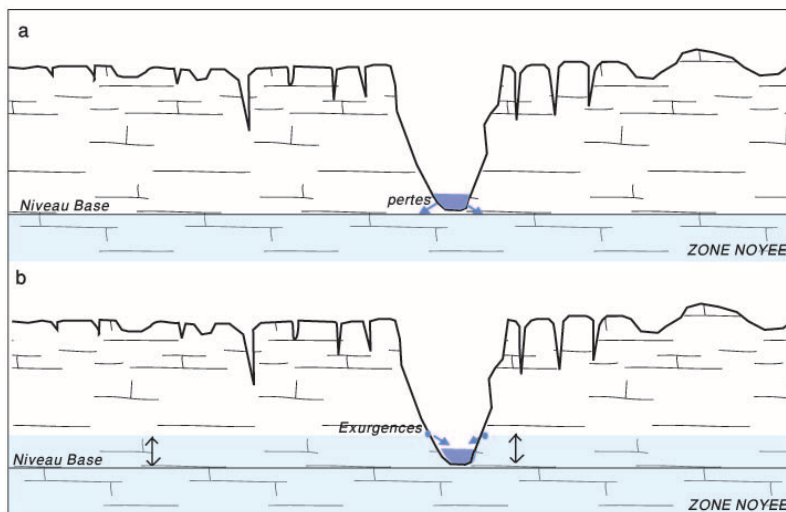 a
pertes
Niveau Base
ZONE NOYEE
b
Exurgences
Niveau Base
ZONE NOYEE